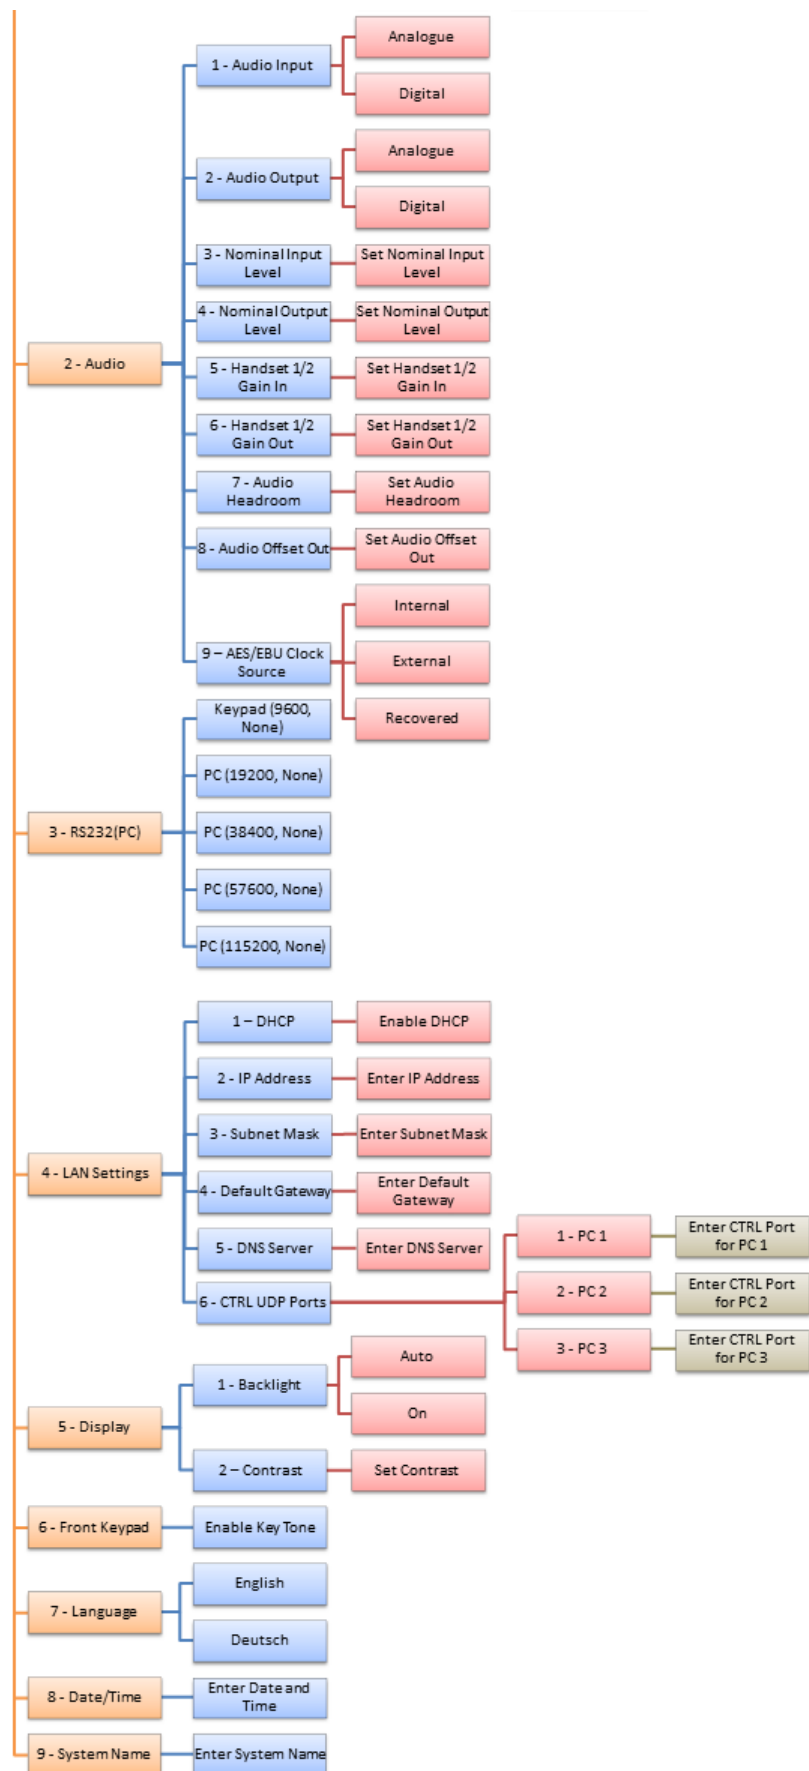 2 - Audio
1 - Audio Input
Analogue
Digital
2 - Audio Output
Analogue
Digital
3 - Nominal Input
Level
Set Nominal Input
Level
4 - Nominal Output
Level
Set Nominal Output
Level
5 - Handset 1/2
Gain In
Set Handset 1/2
Gain In
6 - Handset 1/2
Gain Out
Set Handset 1/2
Gain Out
7 - Audio
Headroom
Set Audio
Headroom
8 - Audio Offset Out
Set Audio Offset
Out
9 – AES/EBU Clock
Source
Internal
External
Recovered
3 - RS232(PC)
Keypad (9600,
None)
PC (19200, None)
PC (38400, None)
PC (57600, None)
PC (115200, None)
4 - LAN Settings
1 – DHCP
Enable DHCP
2 - IP Address
Enter IP Address
3 - Subnet Mask
Enter Subnet Mask
4 - Default Gateway
Enter Default
Gateway
5 - DNS Server
Enter DNS Server
6 - CTRL UDP Ports
1 - PC 1
Enter CTRL Port
for PC 1
2 - PC 2
Enter CTRL Port
for PC 2
3 - PC 3
Enter CTRL Port
for PC 3
5 - Display
1 - Backlight
Auto
On
2 – Contrast
Set Contrast
6 - Front Keypad
Enable Key Tone
7 - Language
English
Deutsch
8 - Date/Time
Enter Date and
Time
9 - System Name
Enter System Name